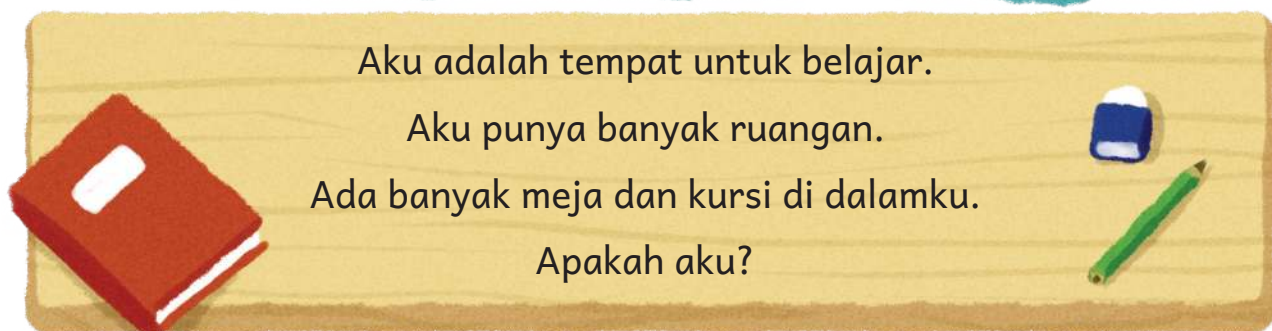 Aku adalah tempat untuk belajar.
Aku punya banyak ruangan.
Ada banyak meja dan kursi di dalamku.
Apakah aku?